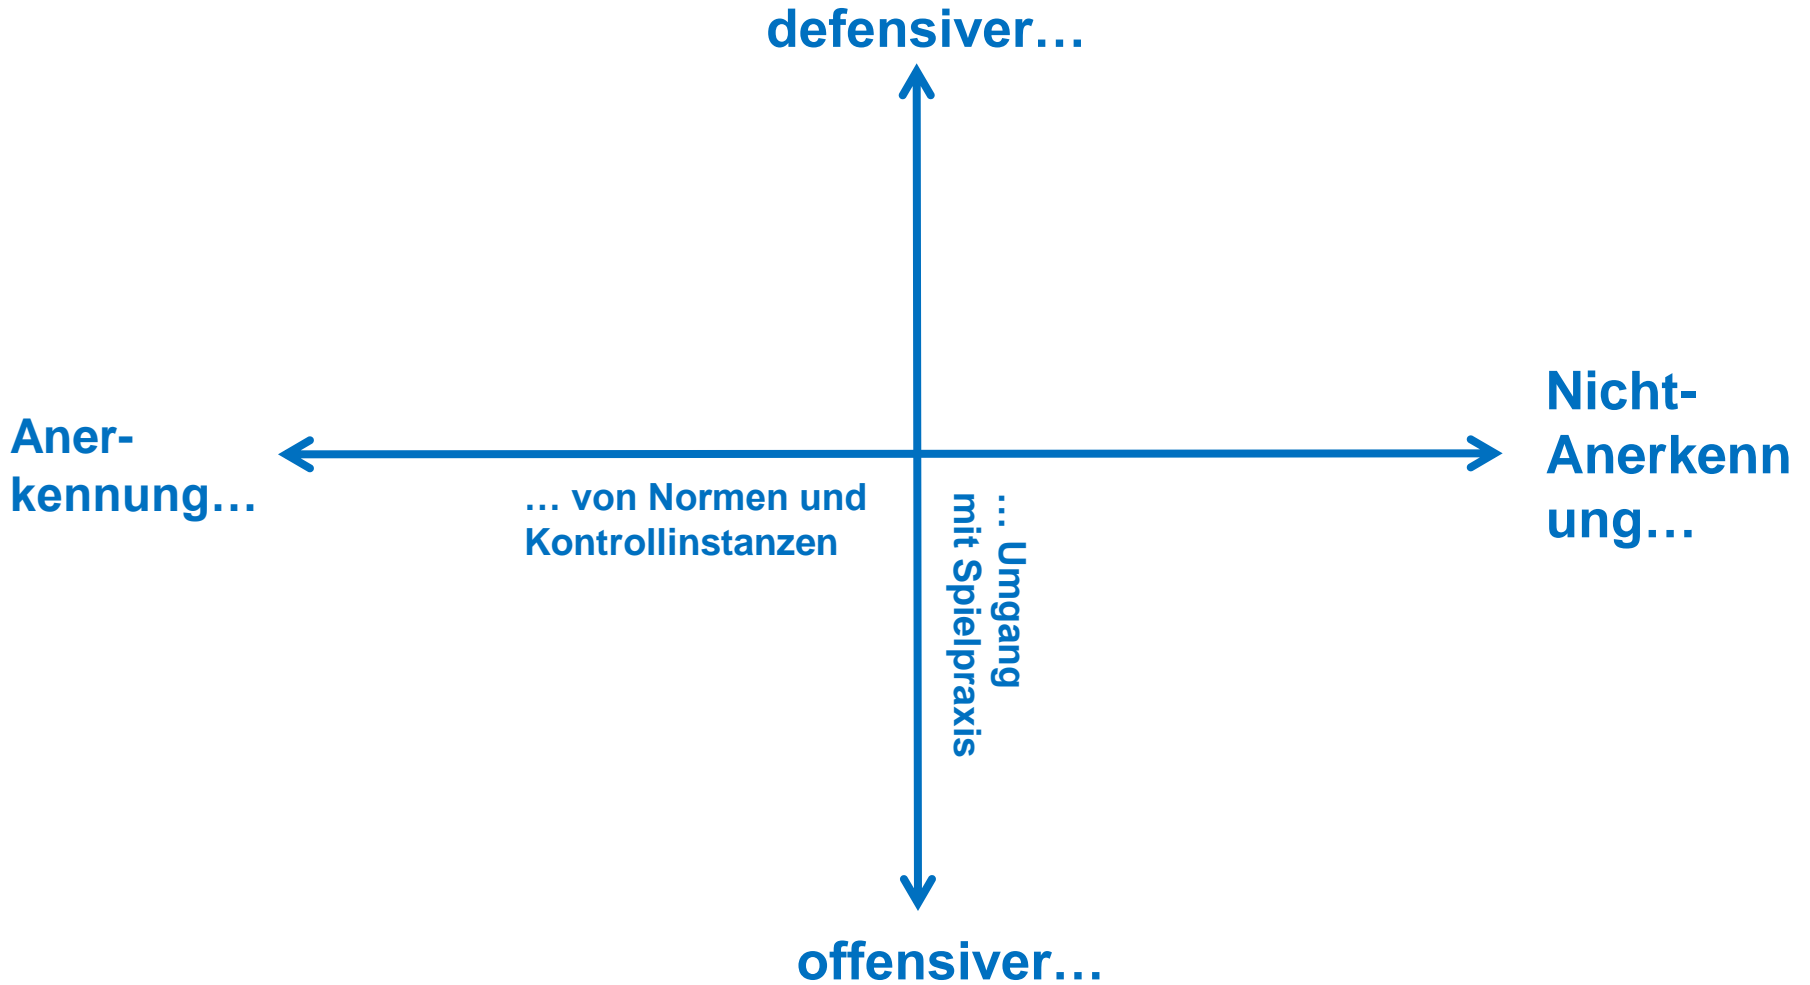 defensiver…
Nicht-
Anerkenn
ung…
Aner-
kennung…
… von Normen und
Kontrollinstanzen
… Umgang
mit Spielpraxis
offensiver…